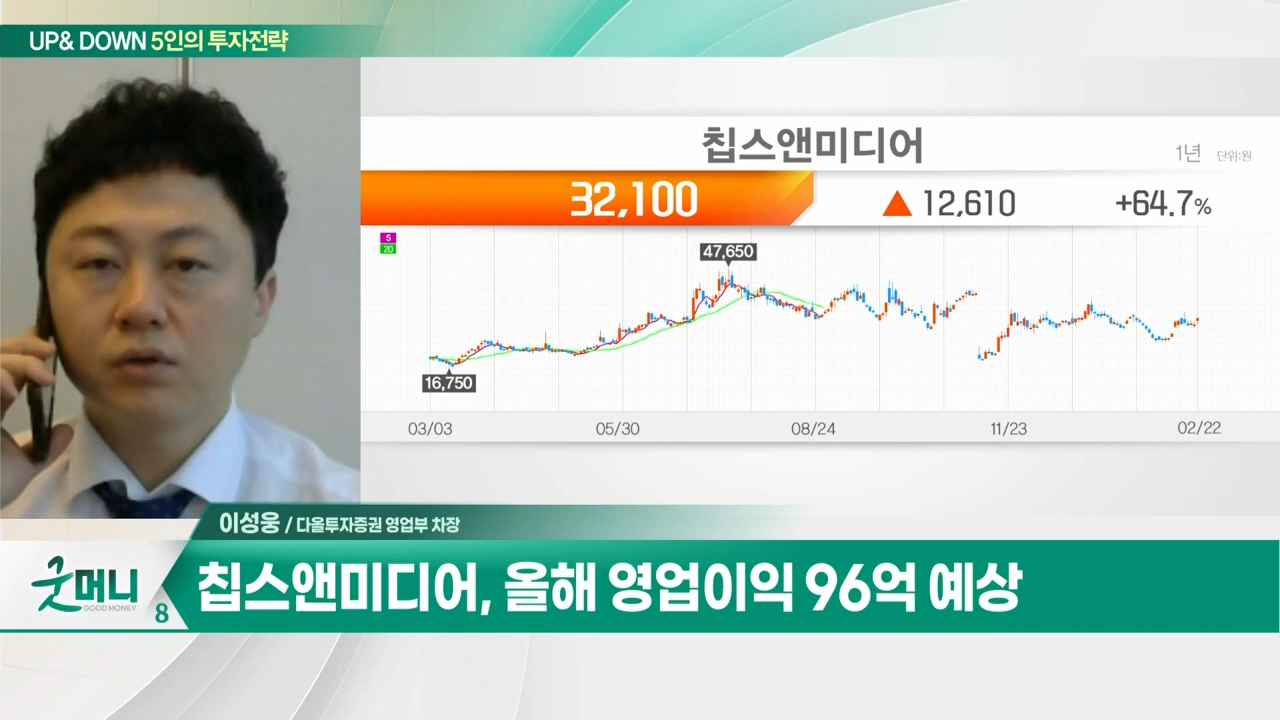 UP& DOWN 5인의 투자전략
칩스앤미디어
1년 단위:원
32,100 ▲ 12,610 +64.7%
5
20
47,650
16,750
03/03 05/30 08/24 11/23 02/22
이성웅 / 다올투자증권 영업부 차장
굿머니
GOOD MONEY
8
칩스앤미디어, 올해 영업이익 96억 예상